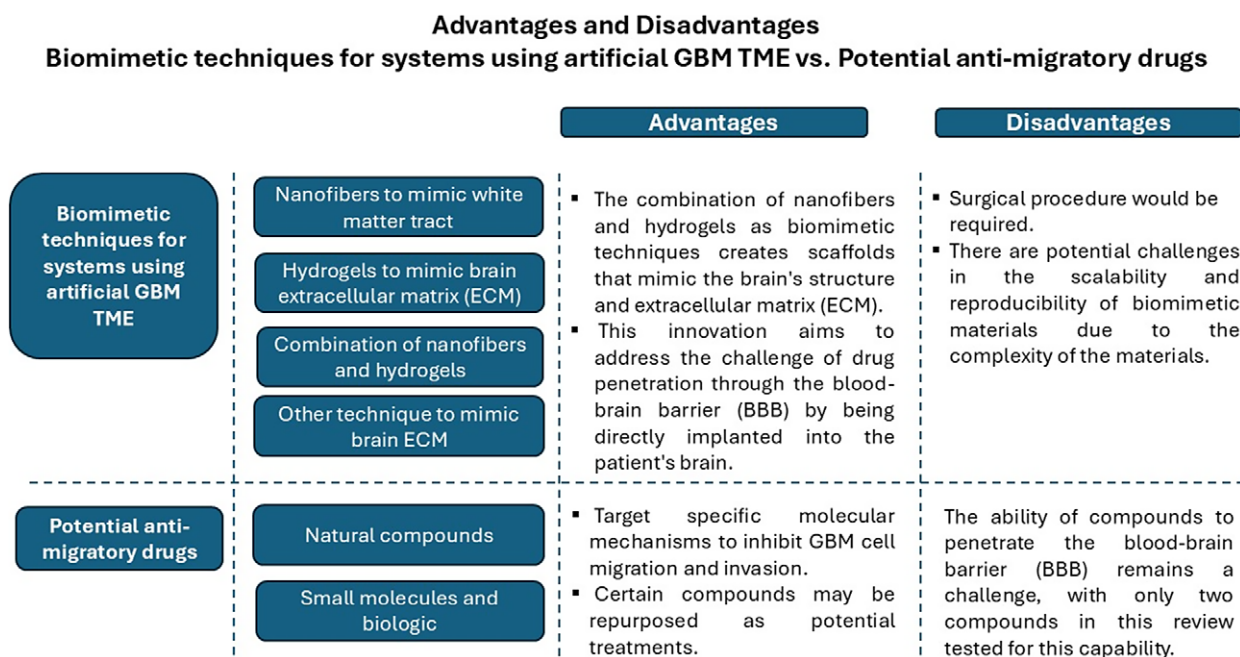 Advantages and Disadvantages
Biomimetic techniques for systems using artificial GBM TME vs. Potential anti-migratory drugs
Advantages
Disadvantages
Biomimetic
techniques for
systems using
artificial GBM
TME
Nanofibers to mimic white
matter tract
Hydrogels to mimic brain
extracellular matrix (ECM)
Combination of nanofibers
and hydrogels
Other technique to mimic
brain ECM
▪ The combination of nanofibers
and hydrogels as biomimetic
techniques creates scaffolds
that mimic the brain's structure
and extracellular matrix (ECM).
▪ This innovation aims to
address the challenge of drug
penetration through the blood-
brain barrier (BBB) by being
directly implanted into the
patient's brain.
▪ Surgical procedure would be
required.
▪ There are potential challenges
in the scalability and
reproducibility of biomimetic
materials due to the
complexity of the materials.
Potential anti-
migratory drugs
Natural compounds
Small molecules and
biologic
▪ Target specific molecular
mechanisms to inhibit GBM cell
migration and invasion.
▪ Certain compounds may be
repurposed as potential
treatments.
The ability of compounds to
penetrate the blood-brain
barrier (BBB) remains a
challenge, with only two
compounds in this review
tested for this capability.